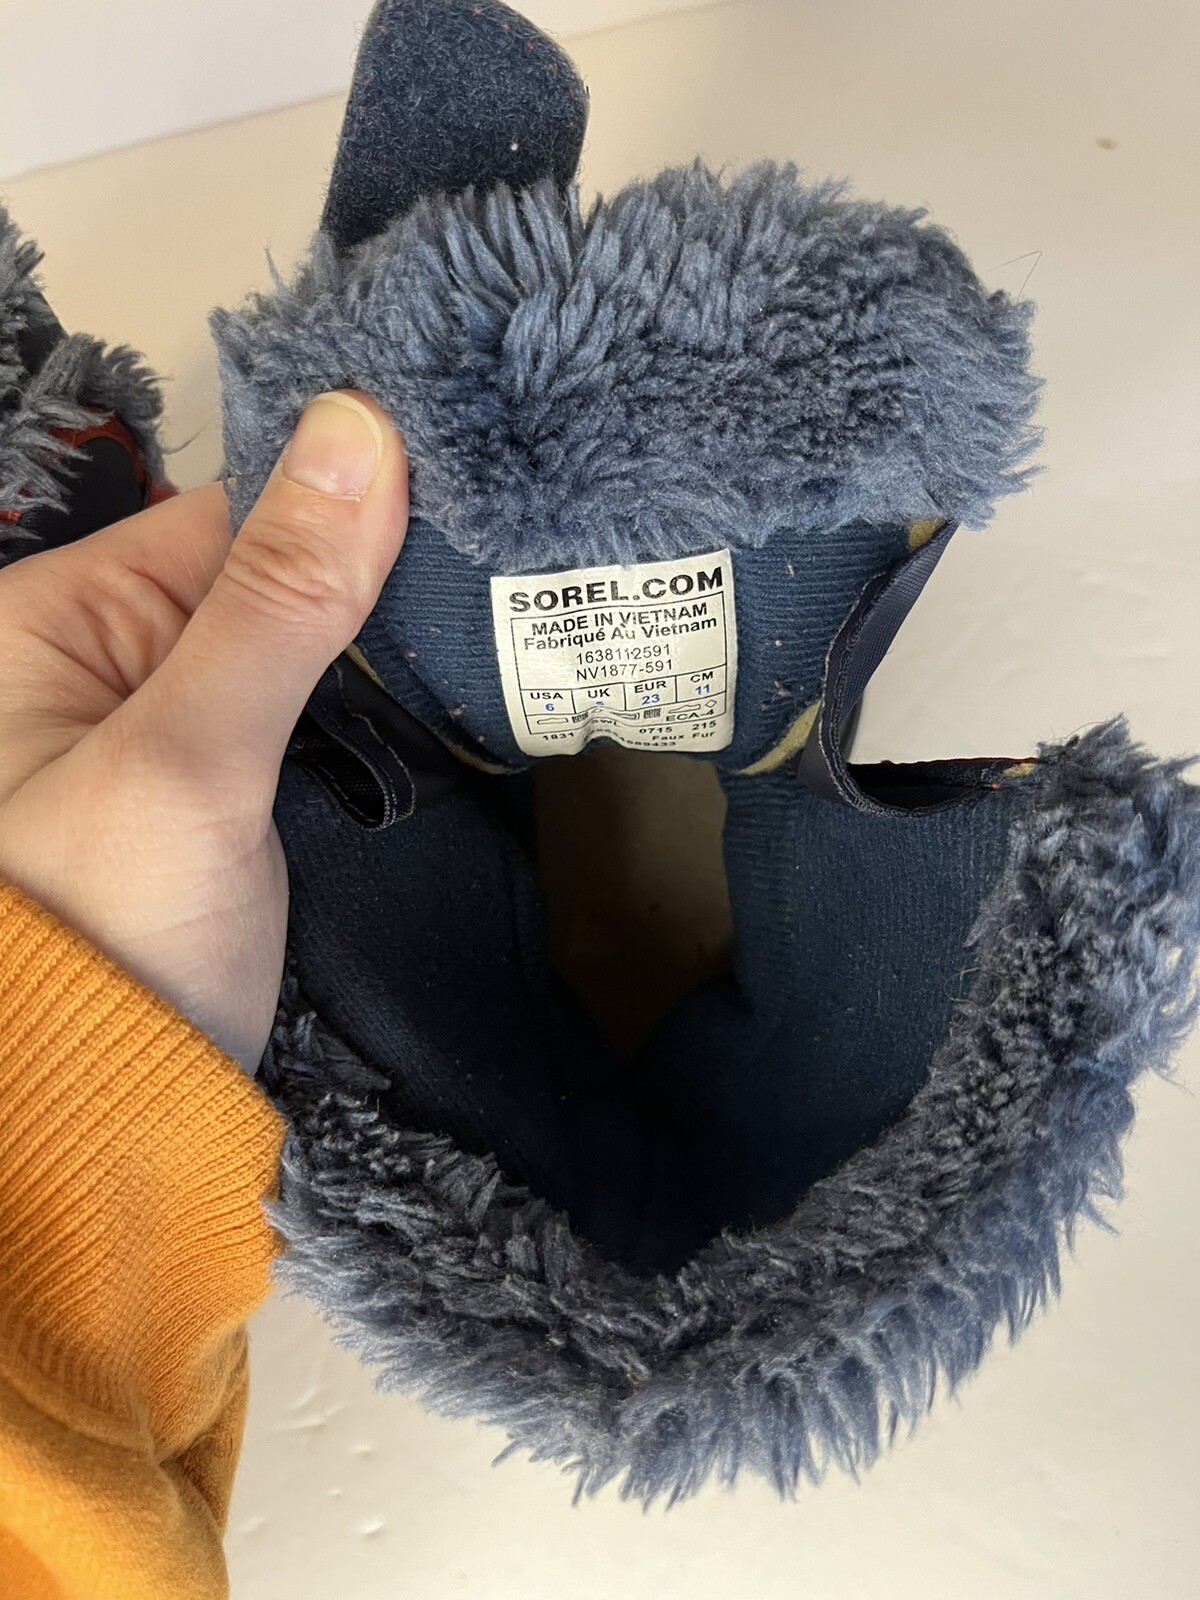 SOREL.COM
MADE IN VIETNAM
Fabriqué Au Vietnam
1638112591
NV1877-591
USA UK EUR CM
6 23 11
ECA-4
0715 215
1831 Faux Fur